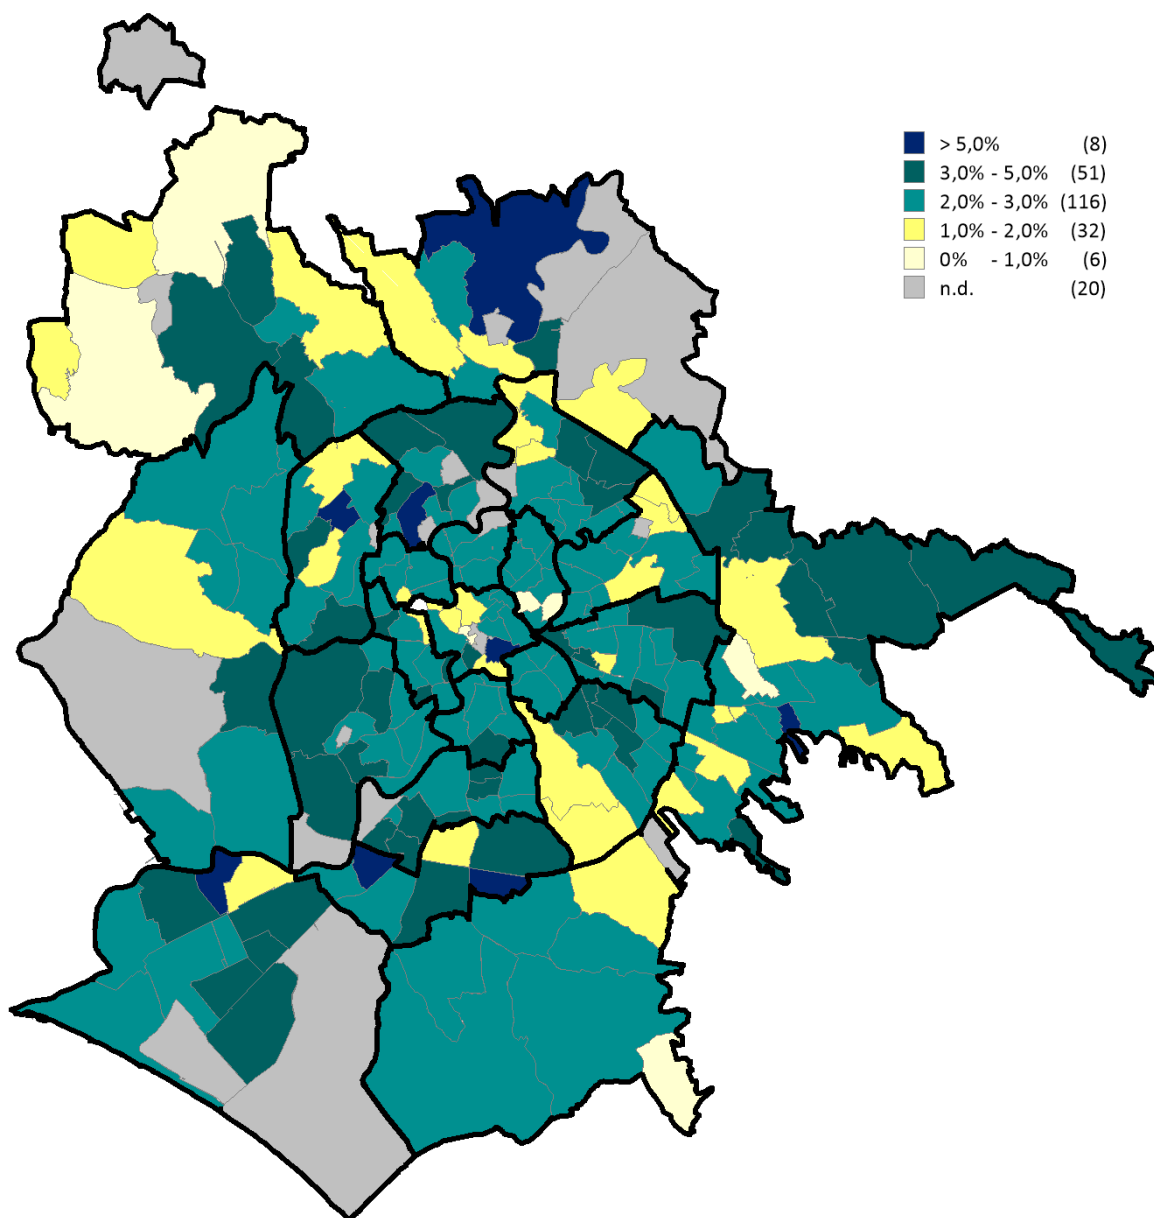 > 5,0% (8)
3,0% - 5,0% (51)
2,0% - 3,0% (116)
1,0% - 2,0% (32)
0% - 1,0% (6)
n.d. (20)